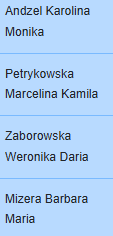 Andzel Karolina
Monika
Petrykowska
Marcelina Kamila
Zaborowska
Weronika Daria
Mizera Barbara
Maria